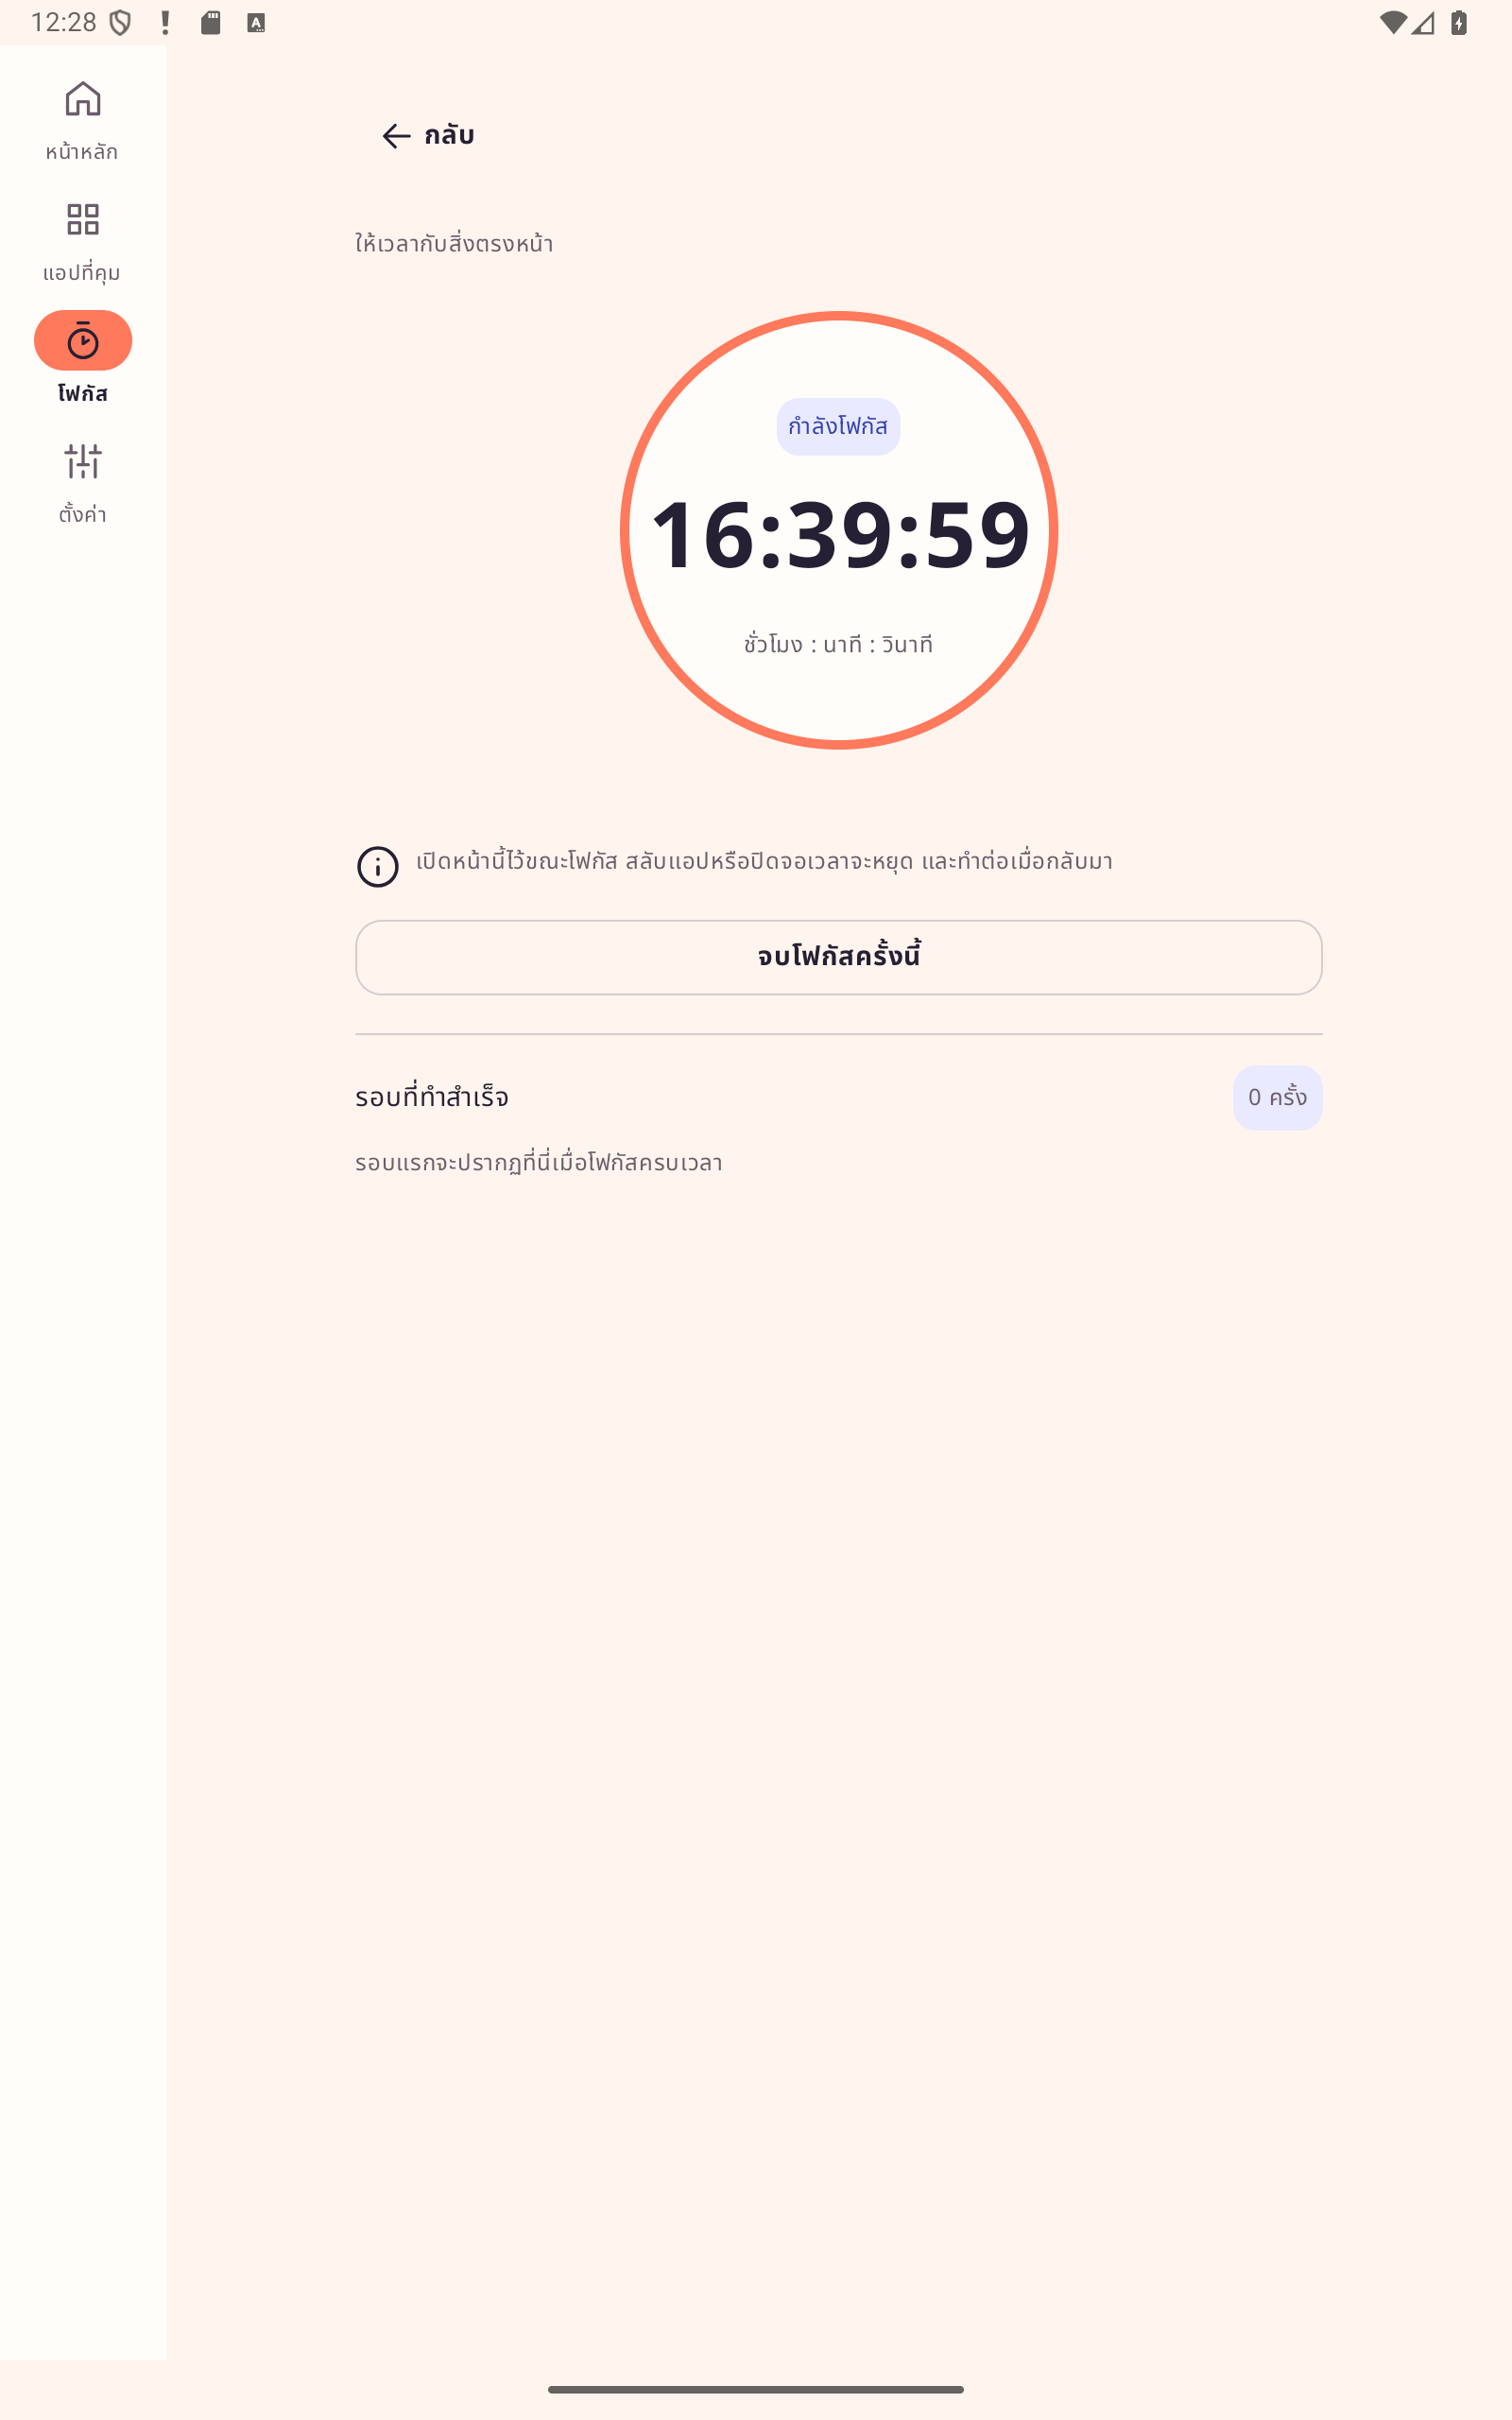 12:28
หน้าหลัก
แอปที่คุม
โฟกัส
ตั้งค่า
กลับ
ให้เวลากับสิ่งตรงหน้า
กำลังโฟกัส
16:39:59
ชั่วโมง : นาที : วินาที
เปิดหน้านี้ไว้ขณะโฟกัส สลับแอปหรือปิดจอเวลาจะหยุด และทำต่อเมื่อกลับมา
จบโฟกัสครั้งนี้
รอบที่ทำสำเร็จ
0 ครั้ง
รอบแรกจะปรากฏที่นี่เมื่อโฟกัสครบเวลา